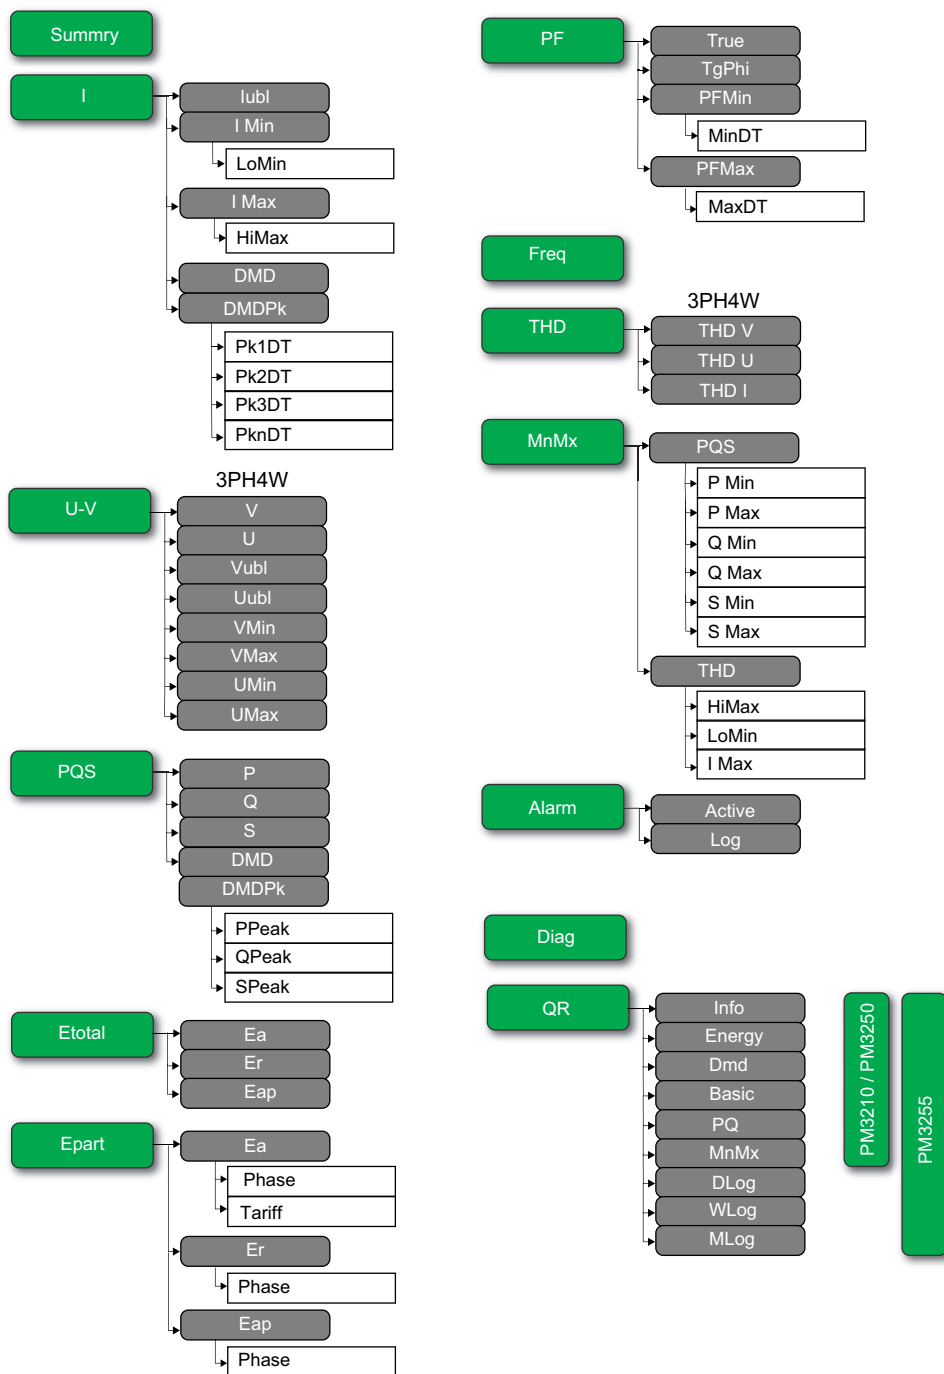 Summry
I
Iubl
I Min
LoMin
I Max
HiMax
DMD
DMDPk
Pk1DT
Pk2DT
Pk3DT
PknDT
3PH4W
U-V
V
U
Vubl
Uubl
VMin
VMax
UMin
UMax
PQS
P
Q
S
DMD
DMDPk
PPeak
QPeak
SPeak
Etotal
Ea
Er
Eap
Epart
Ea
Phase
Tariff
Er
Phase
Eap
Phase
PF
True
TgPhi
PFMin
MinDT
PFMax
MaxDT
Freq
3PH4W
THD
THD V
THD U
THD I
MnMx
PQS
P Min
P Max
Q Min
Q Max
S Min
S Max
THD
HiMax
LoMin
I Max
Alarm
Active
Log
Diag
QR
Info
Energy
Dmd
Basic
PQ
MnMx
DLog
WLog
MLog
PM3210 / PM3250
PM3255